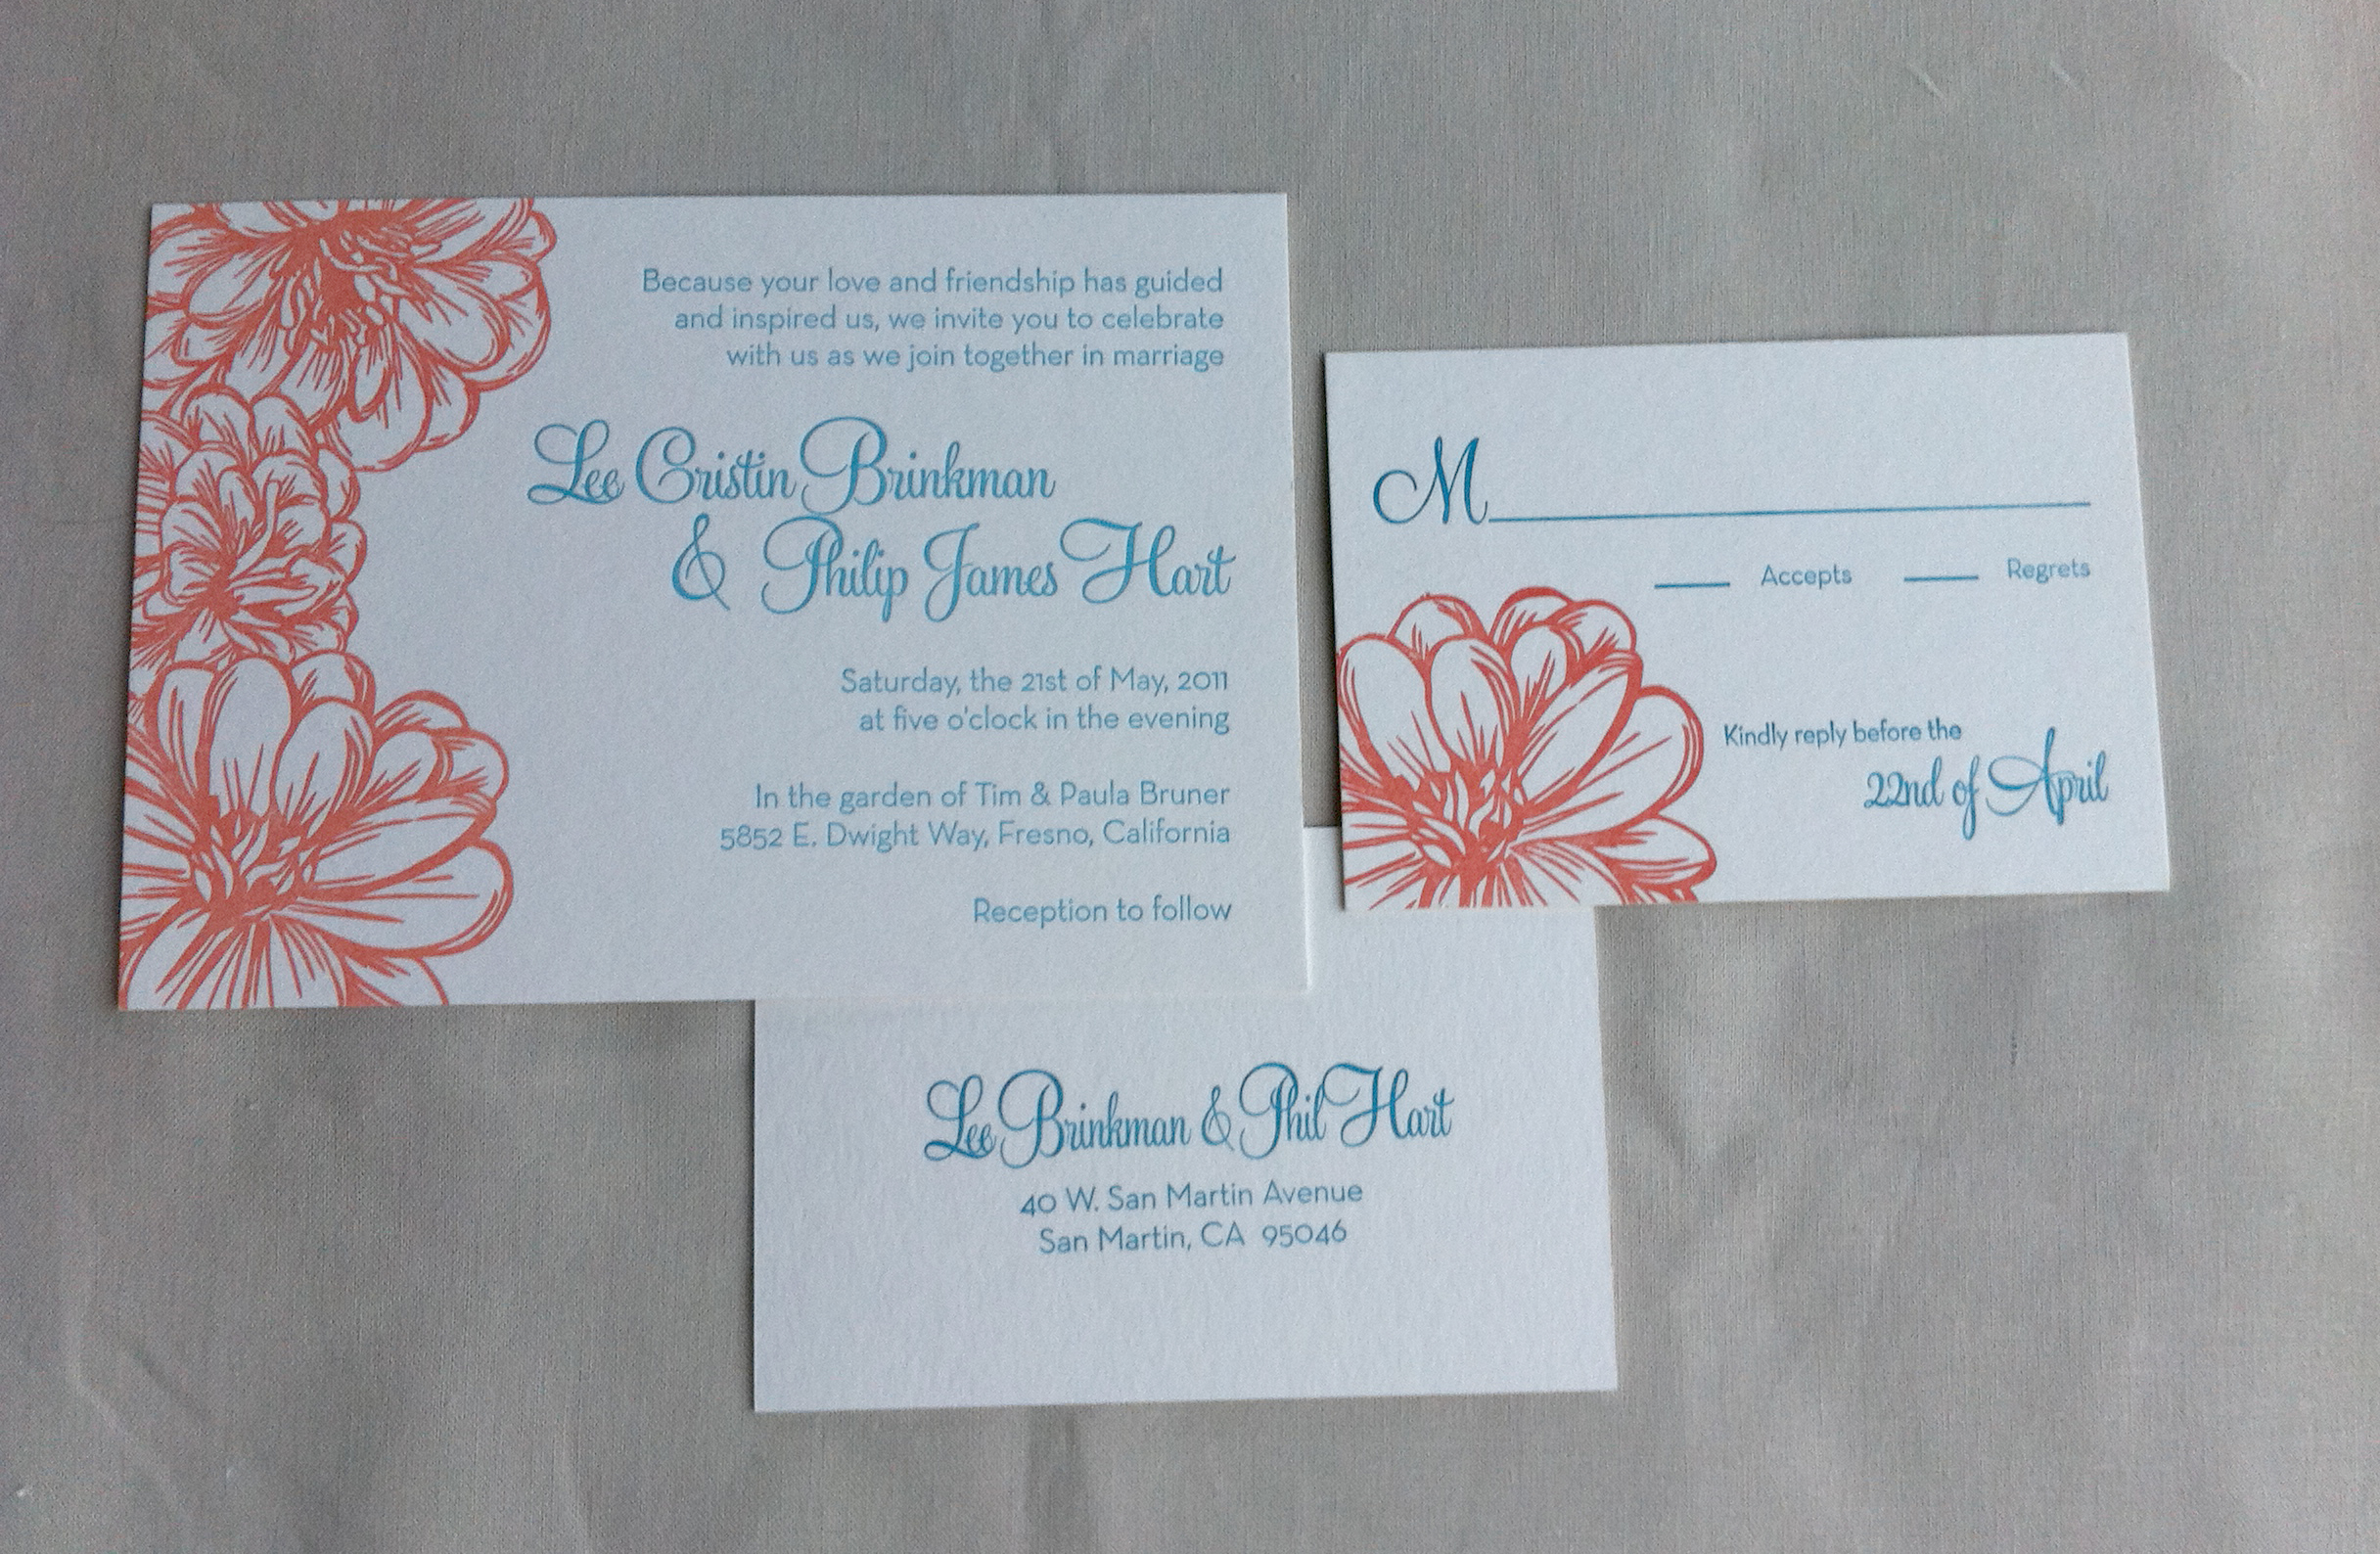 Because your love and friendship has guided
and inspired us, we invite you to celebrate
with us as we join together in marriage
Lee Cristin Brinkman
& Philip James Hart
Saturday, the 21st of May, 2011
at five o'clock in the evening
In the garden of Tim & Paula Bruner
5852 E. Dwight Way, Fresno, California
Reception to follow
M
Accepts Regrets
Kindly reply before the
22nd of April
Lee Brinkman & Phil Hart
40 W. San Martin Avenue
San Martin, CA 95046